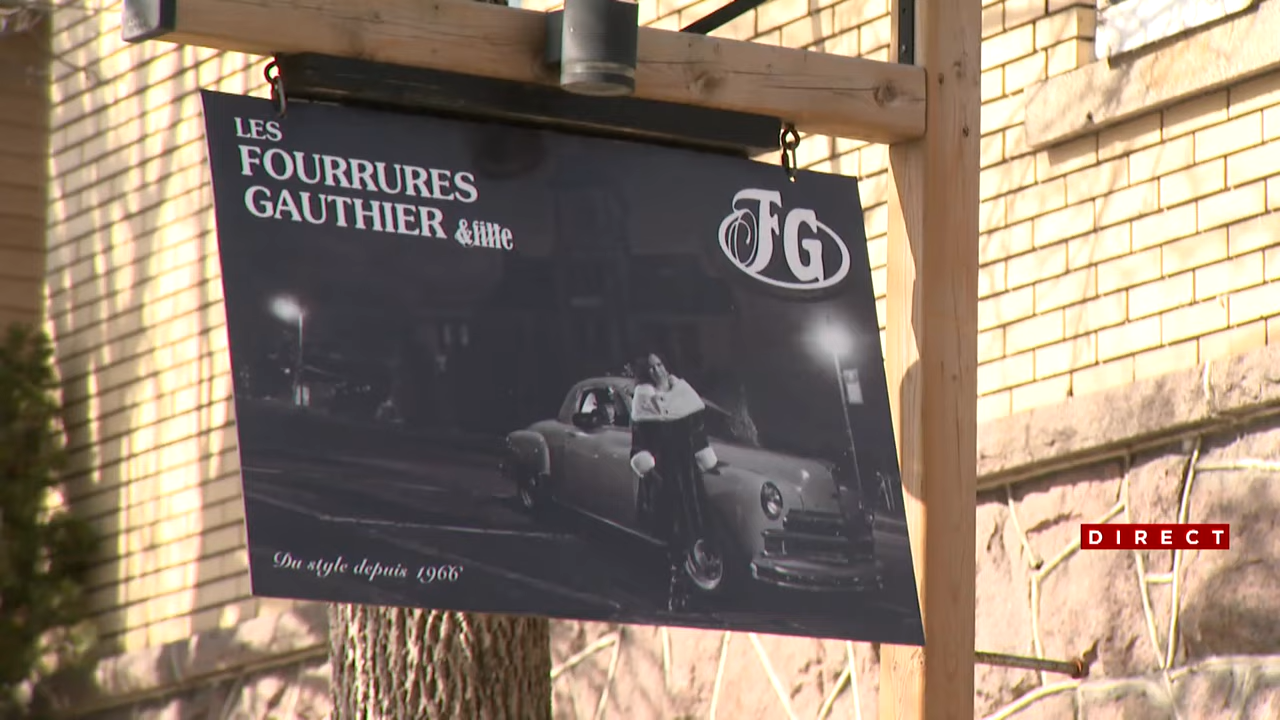 LES
FOURRURES
GAUTHIER &fille
FG
Du style depuis 1966'
DIRECT